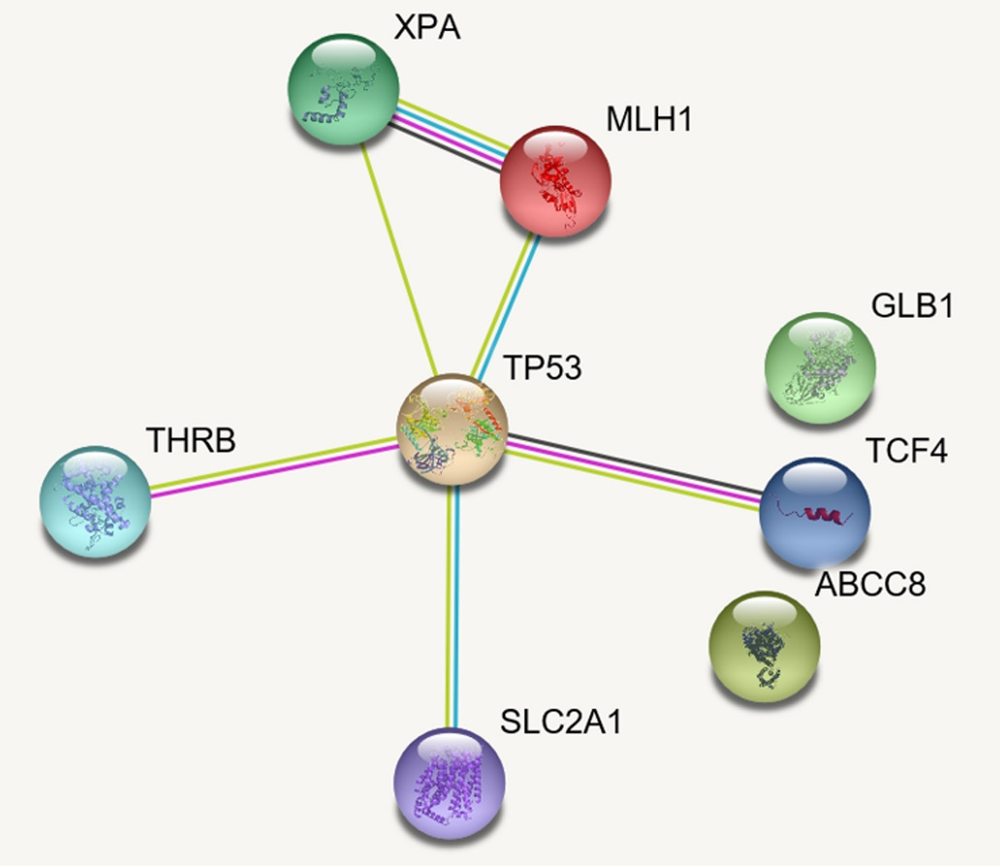 XPA
MLH1
GLB1
TP53
THRB
TCF4
ABCC8
SLC2A1